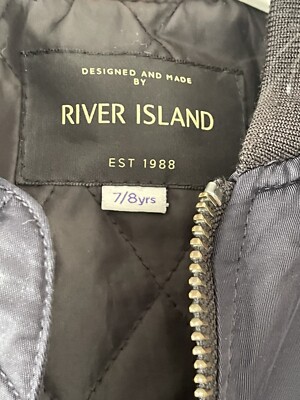 DESIGNED AND MADE
BY
RIVER ISLAND
EST 1988
7/8yrs